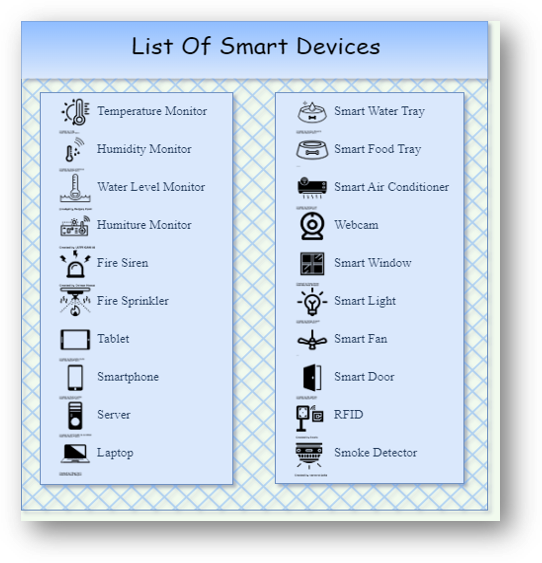 List Of Smart Devices
Temperature Monitor
Humidity Monitor
Water Level Monitor
Humiture Monitor
Fire Siren
Fire Sprinkler
Tablet
Smartphone
Server
Laptop
Smart Water Tray
Smart Food Tray
Smart Air Conditioner
Webcam
Smart Window
Smart Light
Smart Fan
Smart Door
RFID
Smoke Detector